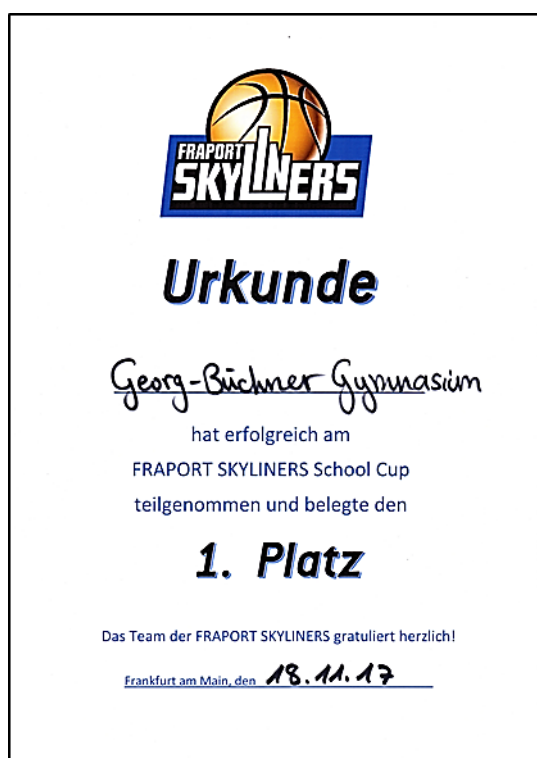 FRAPORT
SKYLINERS
Urkunde
Georg-Büchner Gymnasium
hat erfolgreich am
FRAPORT SKYLINERS School Cup
teilgenommen und belegte den
1. Platz
Das Team der FRAPORT SKYLINERS gratuliert herzlich!
Frankfurt am Main, den 18.11.17